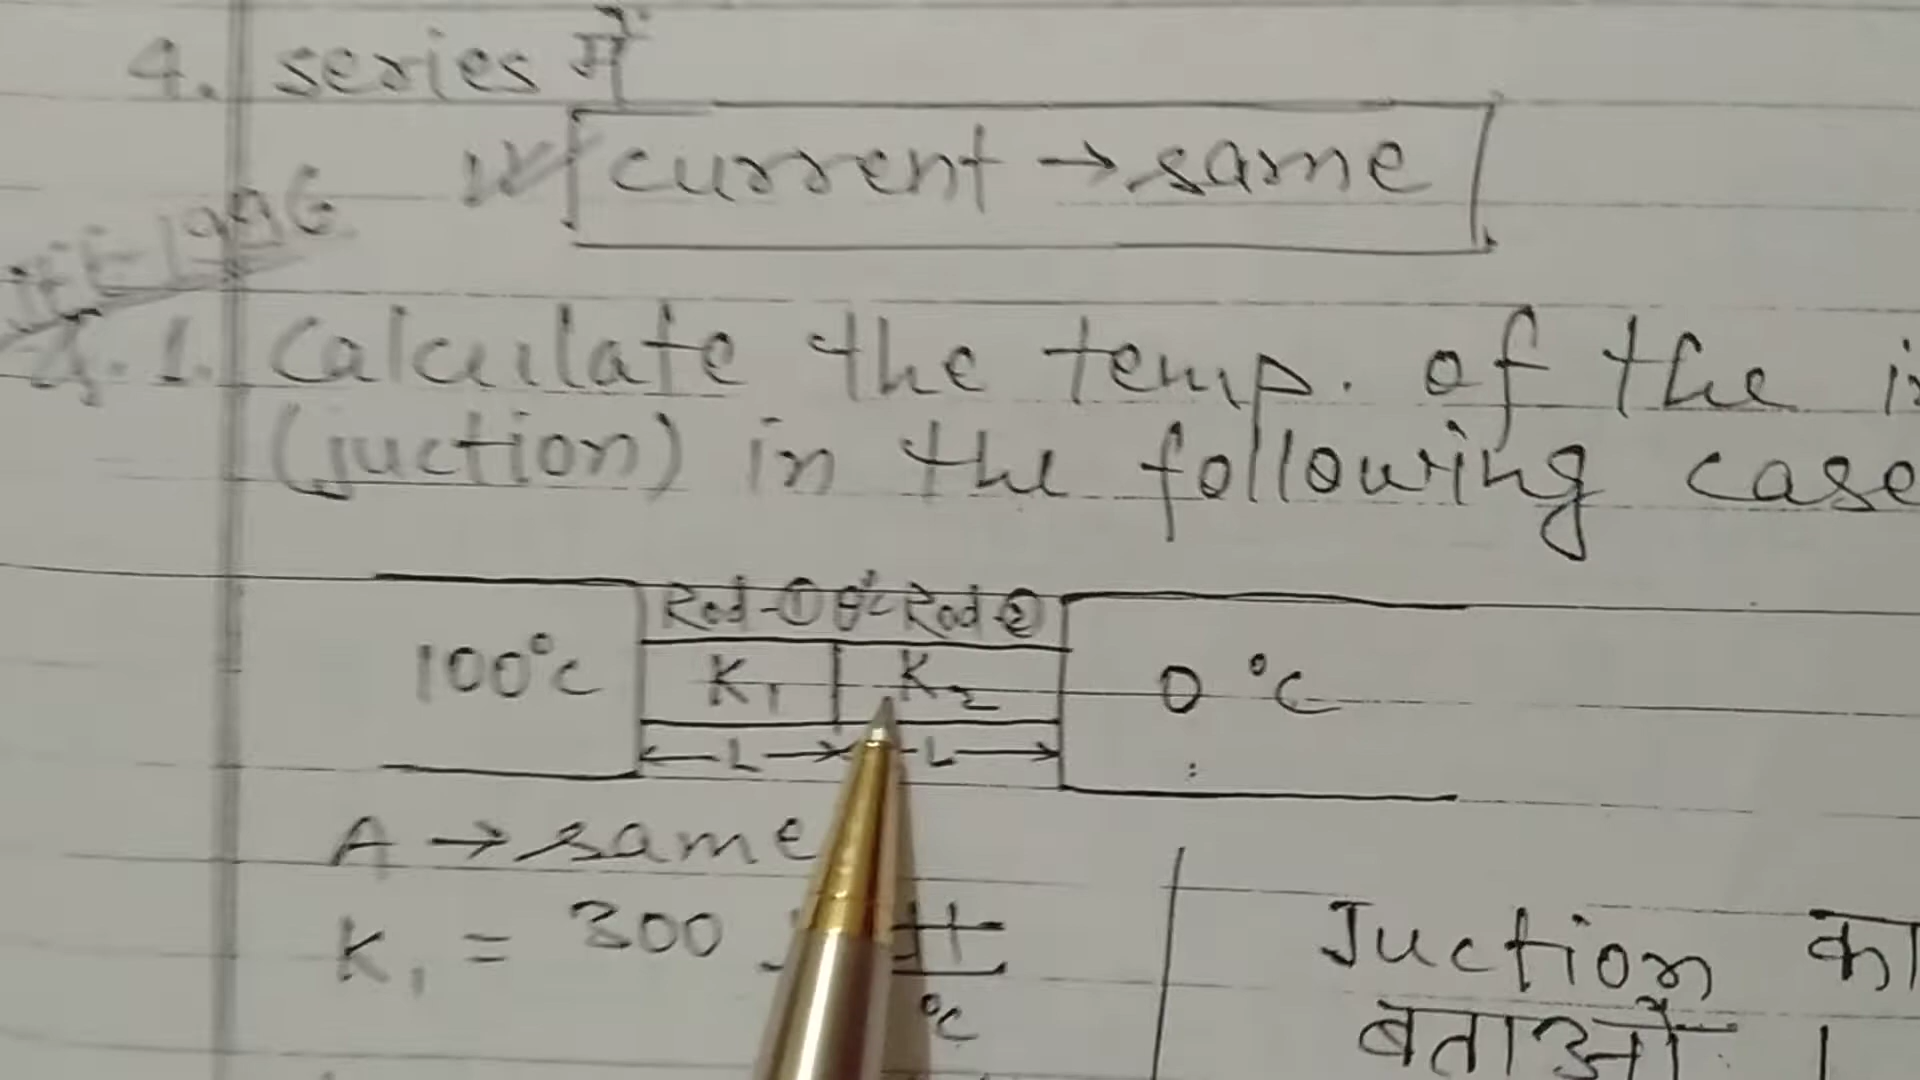 4. series में
current → same
Q.1. Calculate the temp. of the
(juction) in the following case
Rod-① θ°c Rod ②
100°c K₁ K₂ 0 °C
L L
A → same
K₁ = 300
°c
Juction का
बताओ ।